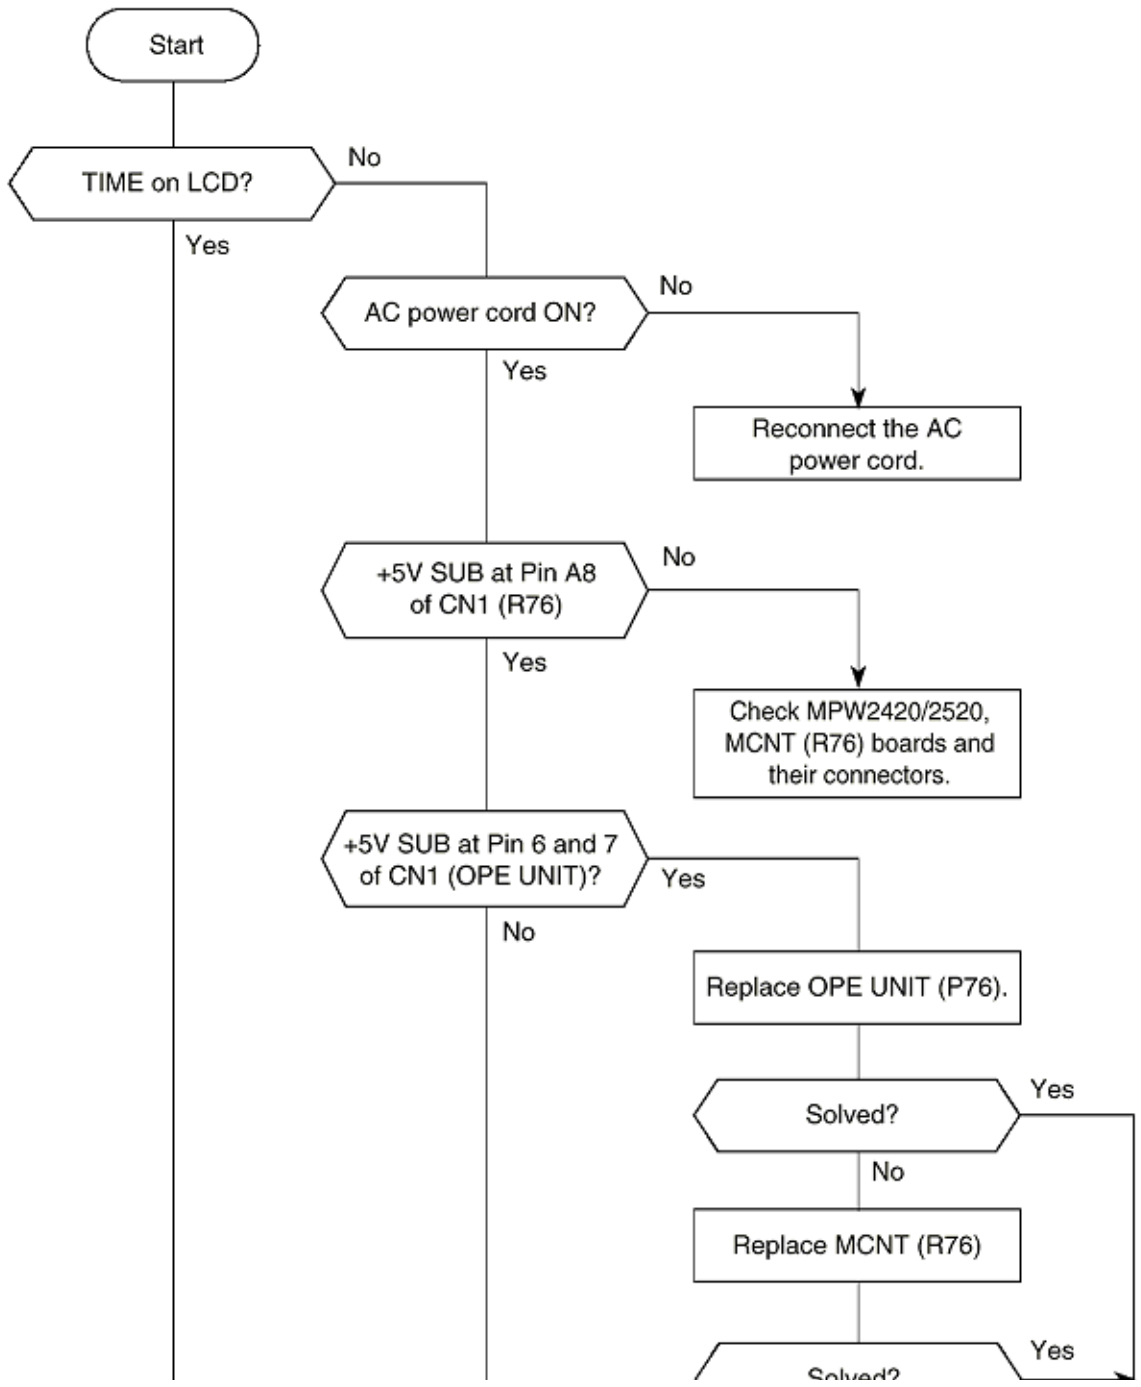 Start
TIME on LCD?
No
Yes
AC power cord ON?
No
Yes
Reconnect the AC
power cord.
+5V SUB at Pin A8
of CN1 (R76)
No
Yes
Check MPW2420/2520,
MCNT (R76) boards and
their connectors.
+5V SUB at Pin 6 and 7
of CN1 (OPE UNIT)?
Yes
No
Replace OPE UNIT (P76).
Solved?
Yes
No
Replace MCNT (R76)
Solved?
Yes